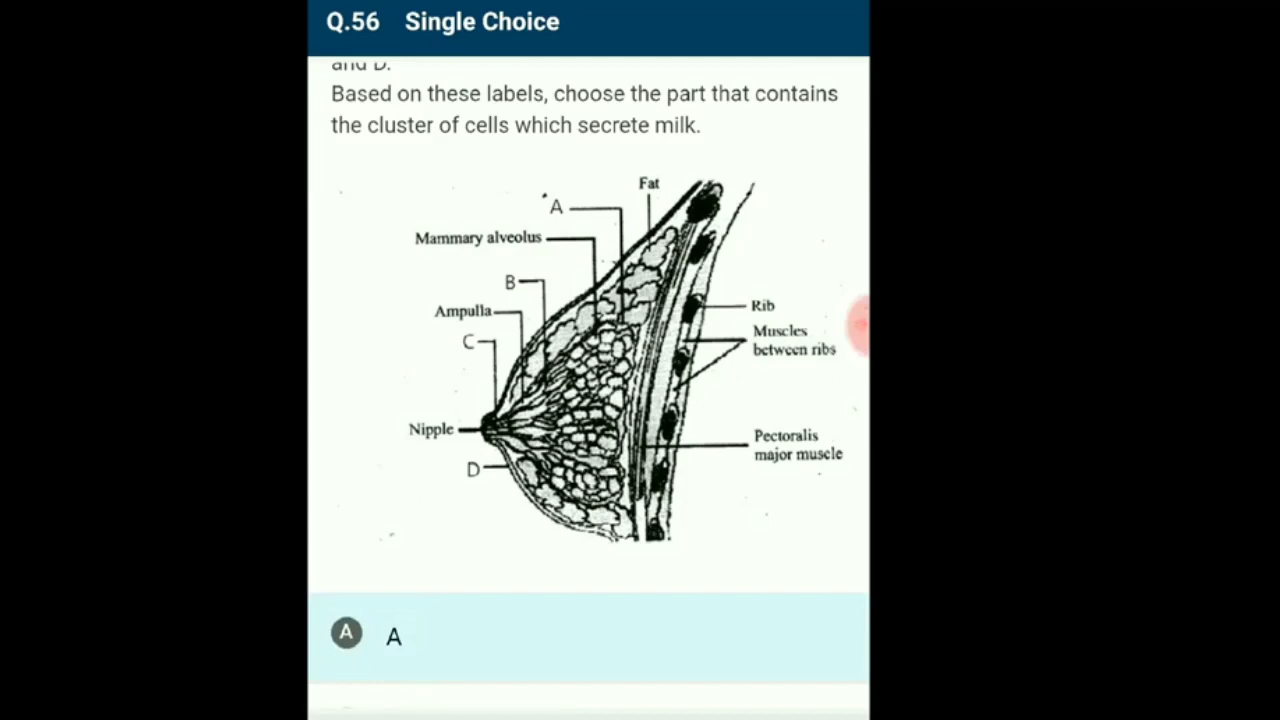 Q.56 Single Choice
and D.
Based on these labels, choose the part that contains
the cluster of cells which secrete milk.
Fat
A
Mammary alveolus
B
Ampulla
Rib
C
Muscles
between ribs
Nipple
Pectoralis
major muscle
D
A A